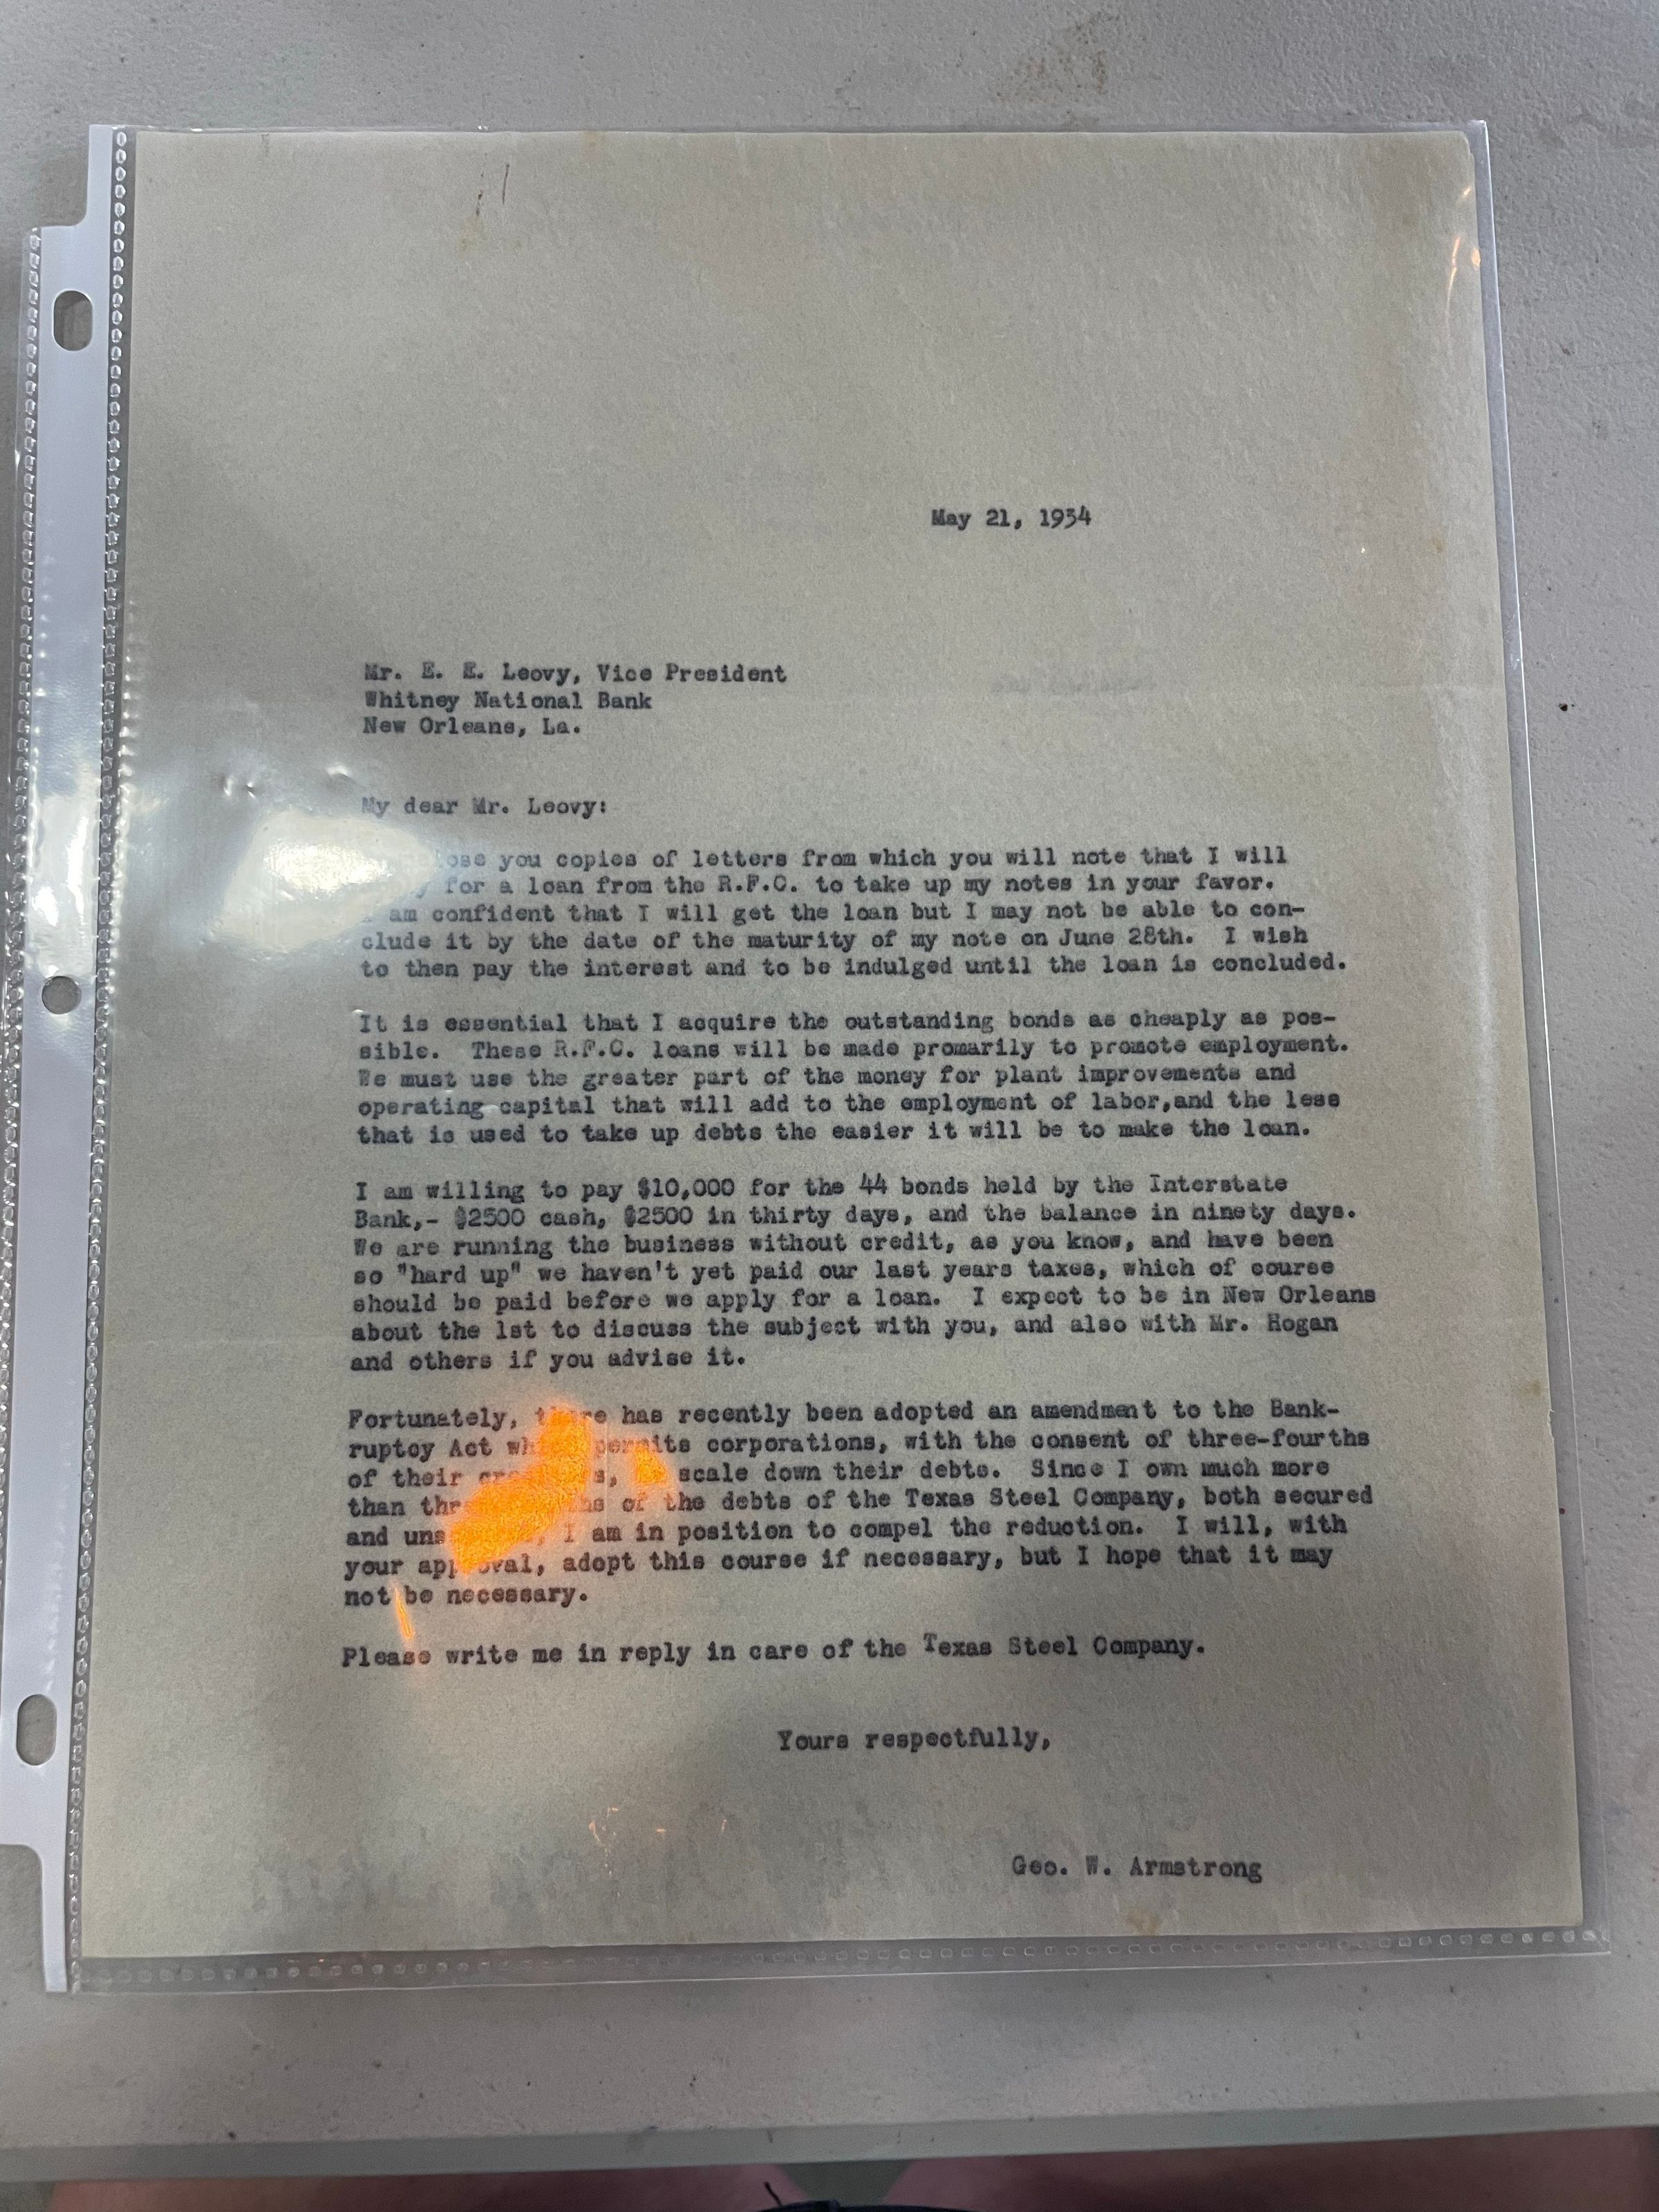 May 21, 1934
Mr. E. E. Leovy, Vice President
Whitney National Bank
New Orleans, La.
My dear Mr. Leovy:
you copies of letters from which you will note that I will
for a loan from the R.F.C. to take up my notes in your favor.
I am confident that I will get the loan but I may not be able to con-
clude it by the date of the maturity of my note on June 28th. I wish
to then pay the interest and to be indulged until the loan is concluded.
It is essential that I acquire the outstanding bonds as cheaply as pos-
sible. These R.F.C. loans will be made promarily to promote employment.
We must use the greater part of the money for plant improvements and
operating capital that will add to the employment of labor,and the less
that is used to take up debts the easier it will be to make the loan.
I am willing to pay $10,000 for the 44 bonds held by the Interstate
Bank,- $2500 cash, $2500 in thirty days, and the balance in ninety days.
We are running the business without credit, as you know, and have been
so "hard up" we haven't yet paid our last years taxes, which of course
should be paid before we apply for a loan. I expect to be in New Orleans
about the 1st to discuss the subject with you, and also with Mr. Hogan
and others if you advise it.
Fortunately, there has recently been adopted an amendment to the Bank-
ruptcy Act permits corporations, with the consent of three-fourths
of their scale down their debts. Since I own much more
than of the debts of the Texas Steel Company, both secured
and I am in position to compel the reduction. I will, with
your approval, adopt this course if necessary, but I hope that it may
not be necessary.
Please write me in reply in care of the Texas Steel Company.
Yours respectfully,
Geo. W. Armstrong